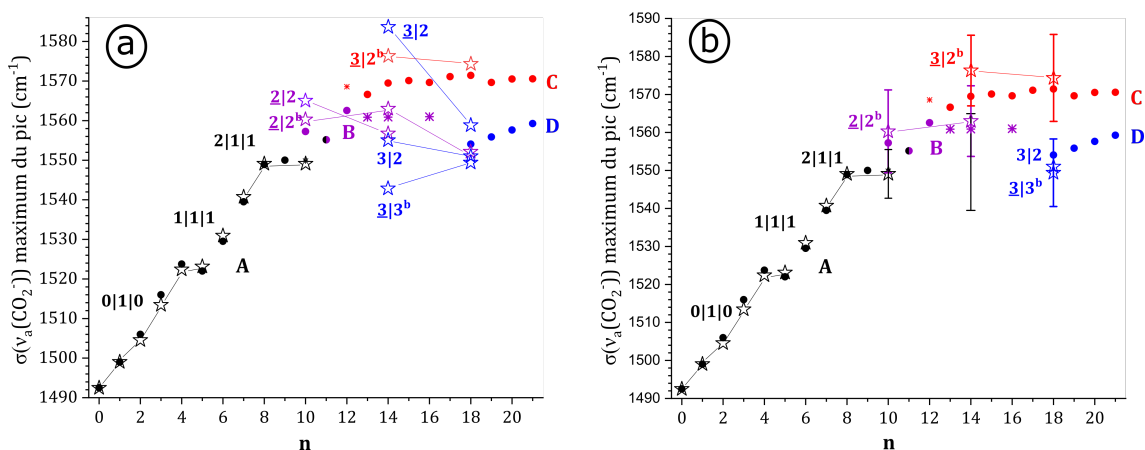 a
σ(νₐ(CO₂⁻)) maximum du pic (cm⁻¹)
1580
1570
1560
1550
1540
1530
1520
1510
1500
1490
0 2 4 6 8 10 12 14 16 18 20
n
3|2
3|2ᵇ
2|2
2|2ᵇ
C
B
D
2|1|1
3|2
3|3ᵇ
1|1|1
A
0|1|0
b
σ(νₐ(CO₂⁻)) maximum du pic (cm⁻¹)
1580
1570
1560
1550
1540
1530
1520
1510
1500
1490
0 2 4 6 8 10 12 14 16 18 20
n
3|2ᵇ
C
2|2ᵇ
B
D
2|1|1
3|2
3|3ᵇ
1|1|1
A
0|1|0